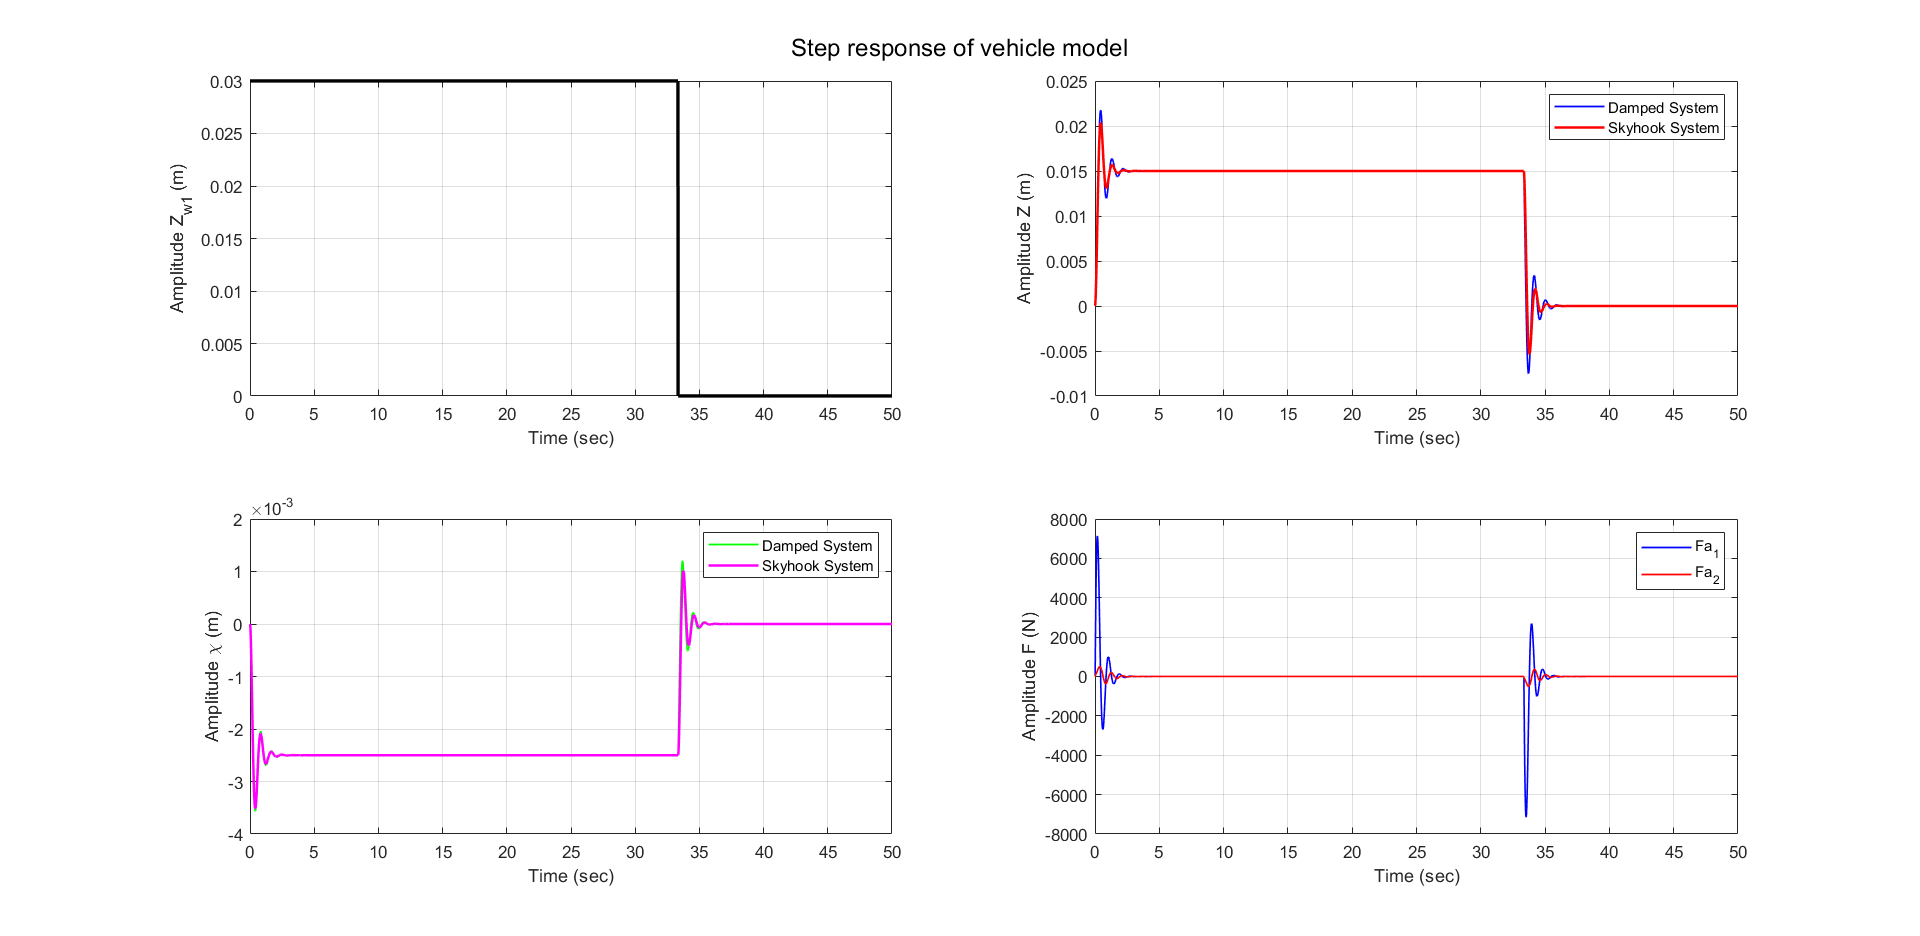 Step response of vehicle model
0.03
0.025
0.02
0.015
0.01
0.005
0
Amplitude Z_w1 (m)
0 5 10 15 20 25 30 35 40 45 50
Time (sec)
0.025
0.02
0.015
0.01
0.005
0
-0.005
-0.01
Amplitude Z (m)
Damped System
Skyhook System
0 5 10 15 20 25 30 35 40 45 50
Time (sec)
×10^-3
2
1
0
-1
-2
-3
-4
Amplitude χ (m)
Damped System
Skyhook System
0 5 10 15 20 25 30 35 40 45 50
Time (sec)
8000
6000
4000
2000
0
-2000
-4000
-6000
-8000
Amplitude F (N)
Fa_1
Fa_2
0 5 10 15 20 25 30 35 40 45 50
Time (sec)